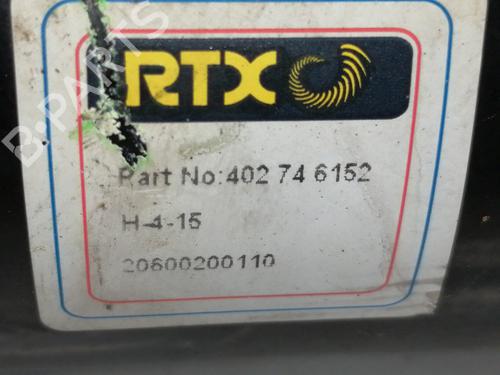 RTX
Part No:402 74 6152
H-4-15
20600200110
B-PARTS